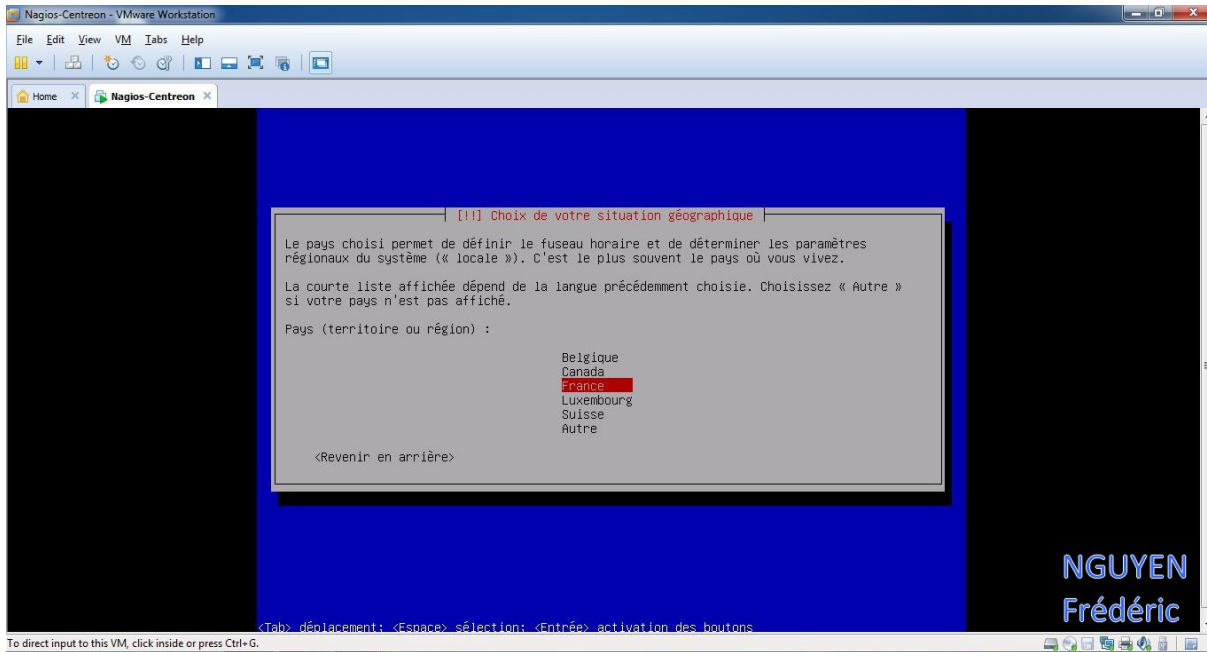 Nagios-Centreon - VMware Workstation
File Edit View VM Tabs Help
Home Nagios-Centreon
[!!] Choix de votre situation géographique
Le pays choisi permet de définir le fuseau horaire et de déterminer les paramètres
régionaux du système (« locale »). C'est le plus souvent le pays où vous vivez.
La courte liste affichée dépend de la langue précédemment choisie. Choisissez « Autre »
si votre pays n'est pas affiché.
Pays (territoire ou région) :
Belgique
Canada
France
Luxembourg
Suisse
Autre
<Revenir en arrière>
NGUYEN
Frédéric
<Tab> déplacement; <Espace> sélection; <Entrée> activation des boutons
To direct input to this VM, click inside or press Ctrl+G.